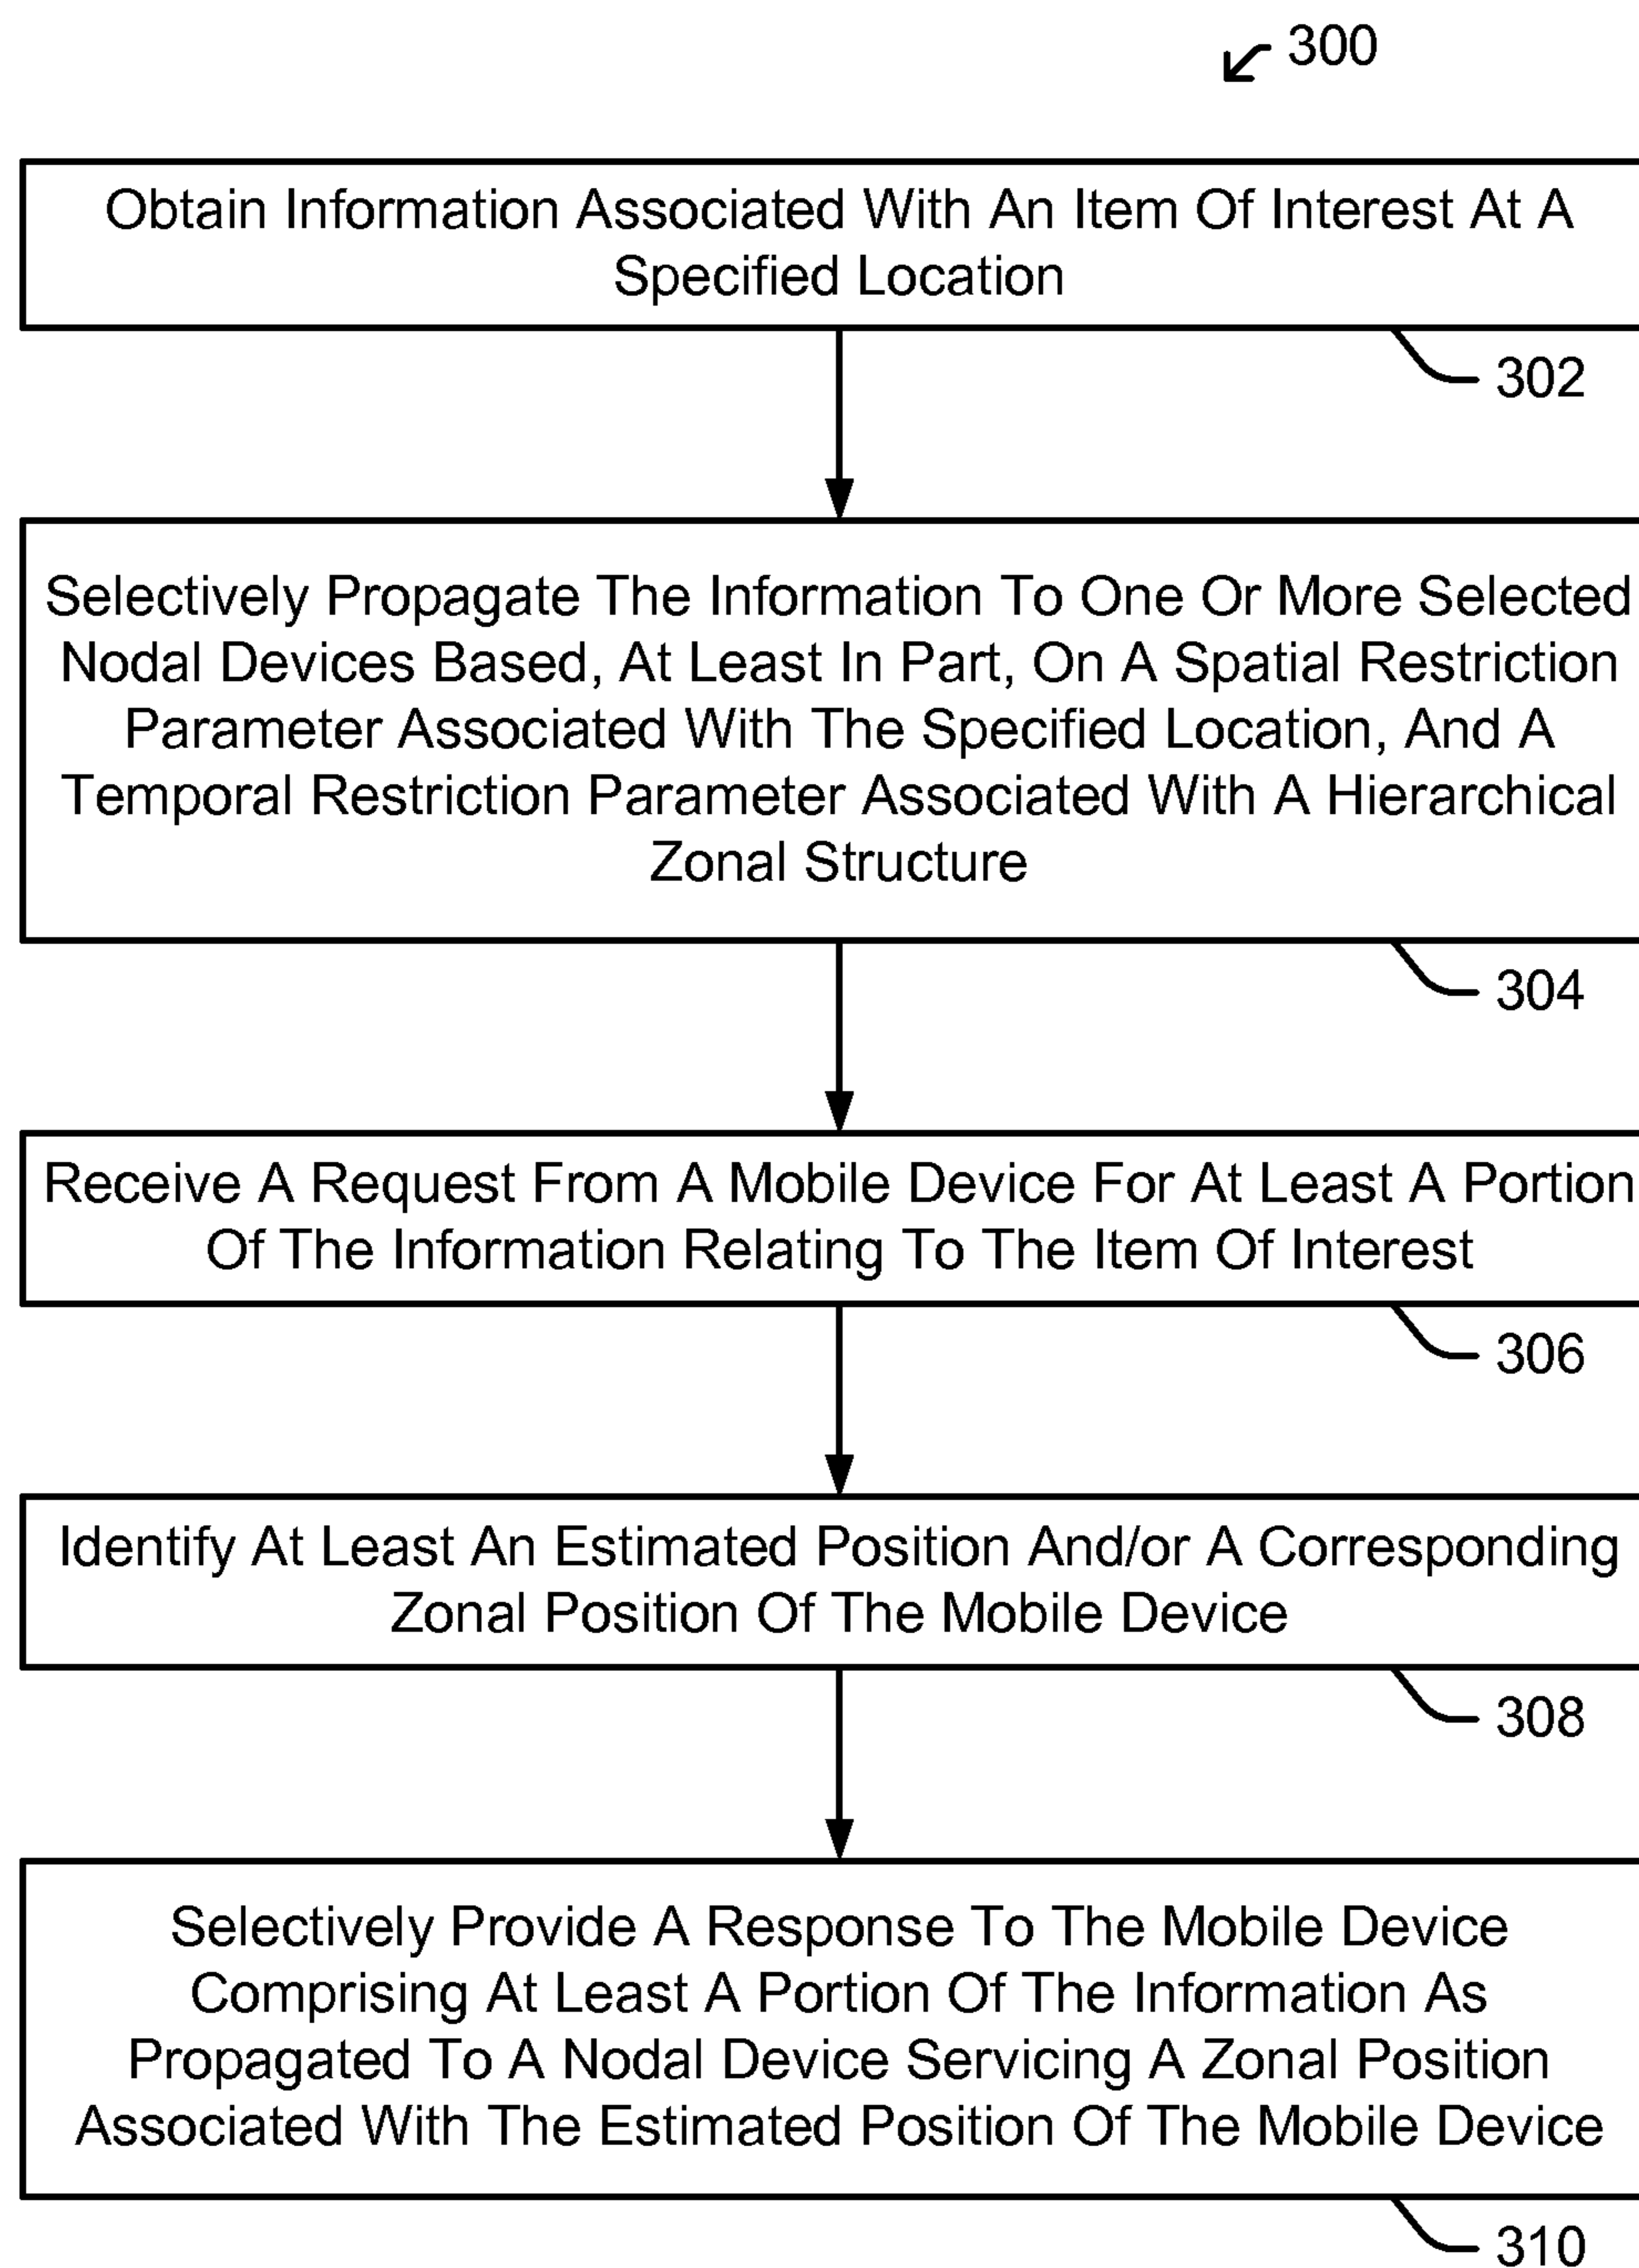 300
Obtain Information Associated With An Item Of Interest At A
Specified Location
302
Selectively Propagate The Information To One Or More Selected
Nodal Devices Based, At Least In Part, On A Spatial Restriction
Parameter Associated With The Specified Location, And A
Temporal Restriction Parameter Associated With A Hierarchical
Zonal Structure
304
Receive A Request From A Mobile Device For At Least A Portion
Of The Information Relating To The Item Of Interest
306
Identify At Least An Estimated Position And/or A Corresponding
Zonal Position Of The Mobile Device
308
Selectively Provide A Response To The Mobile Device
Comprising At Least A Portion Of The Information As
Propagated To A Nodal Device Servicing A Zonal Position
Associated With The Estimated Position Of The Mobile Device
310